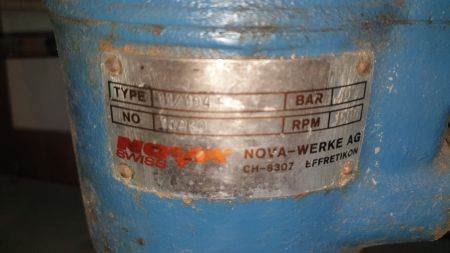 TYPE BAR
NO RPM
NOVA SWISS NOVA-WERKE AG
CH-8307 EFFRETIKON